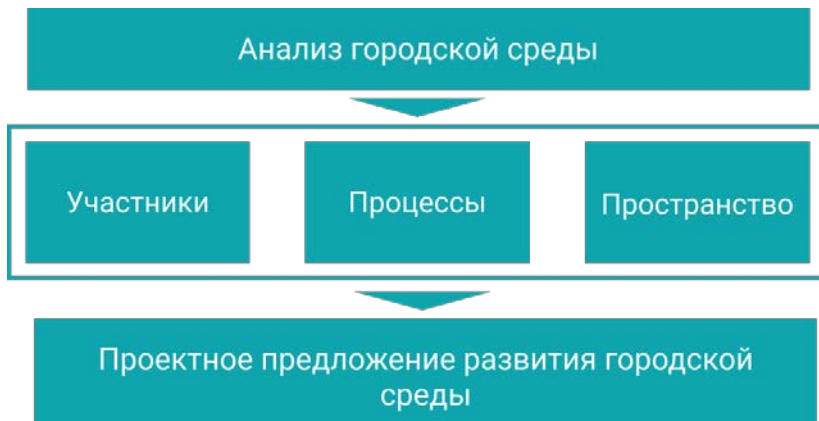 Анализ городской среды
Участники
Процессы
Пространство
Проектное предложение развития городской
среды